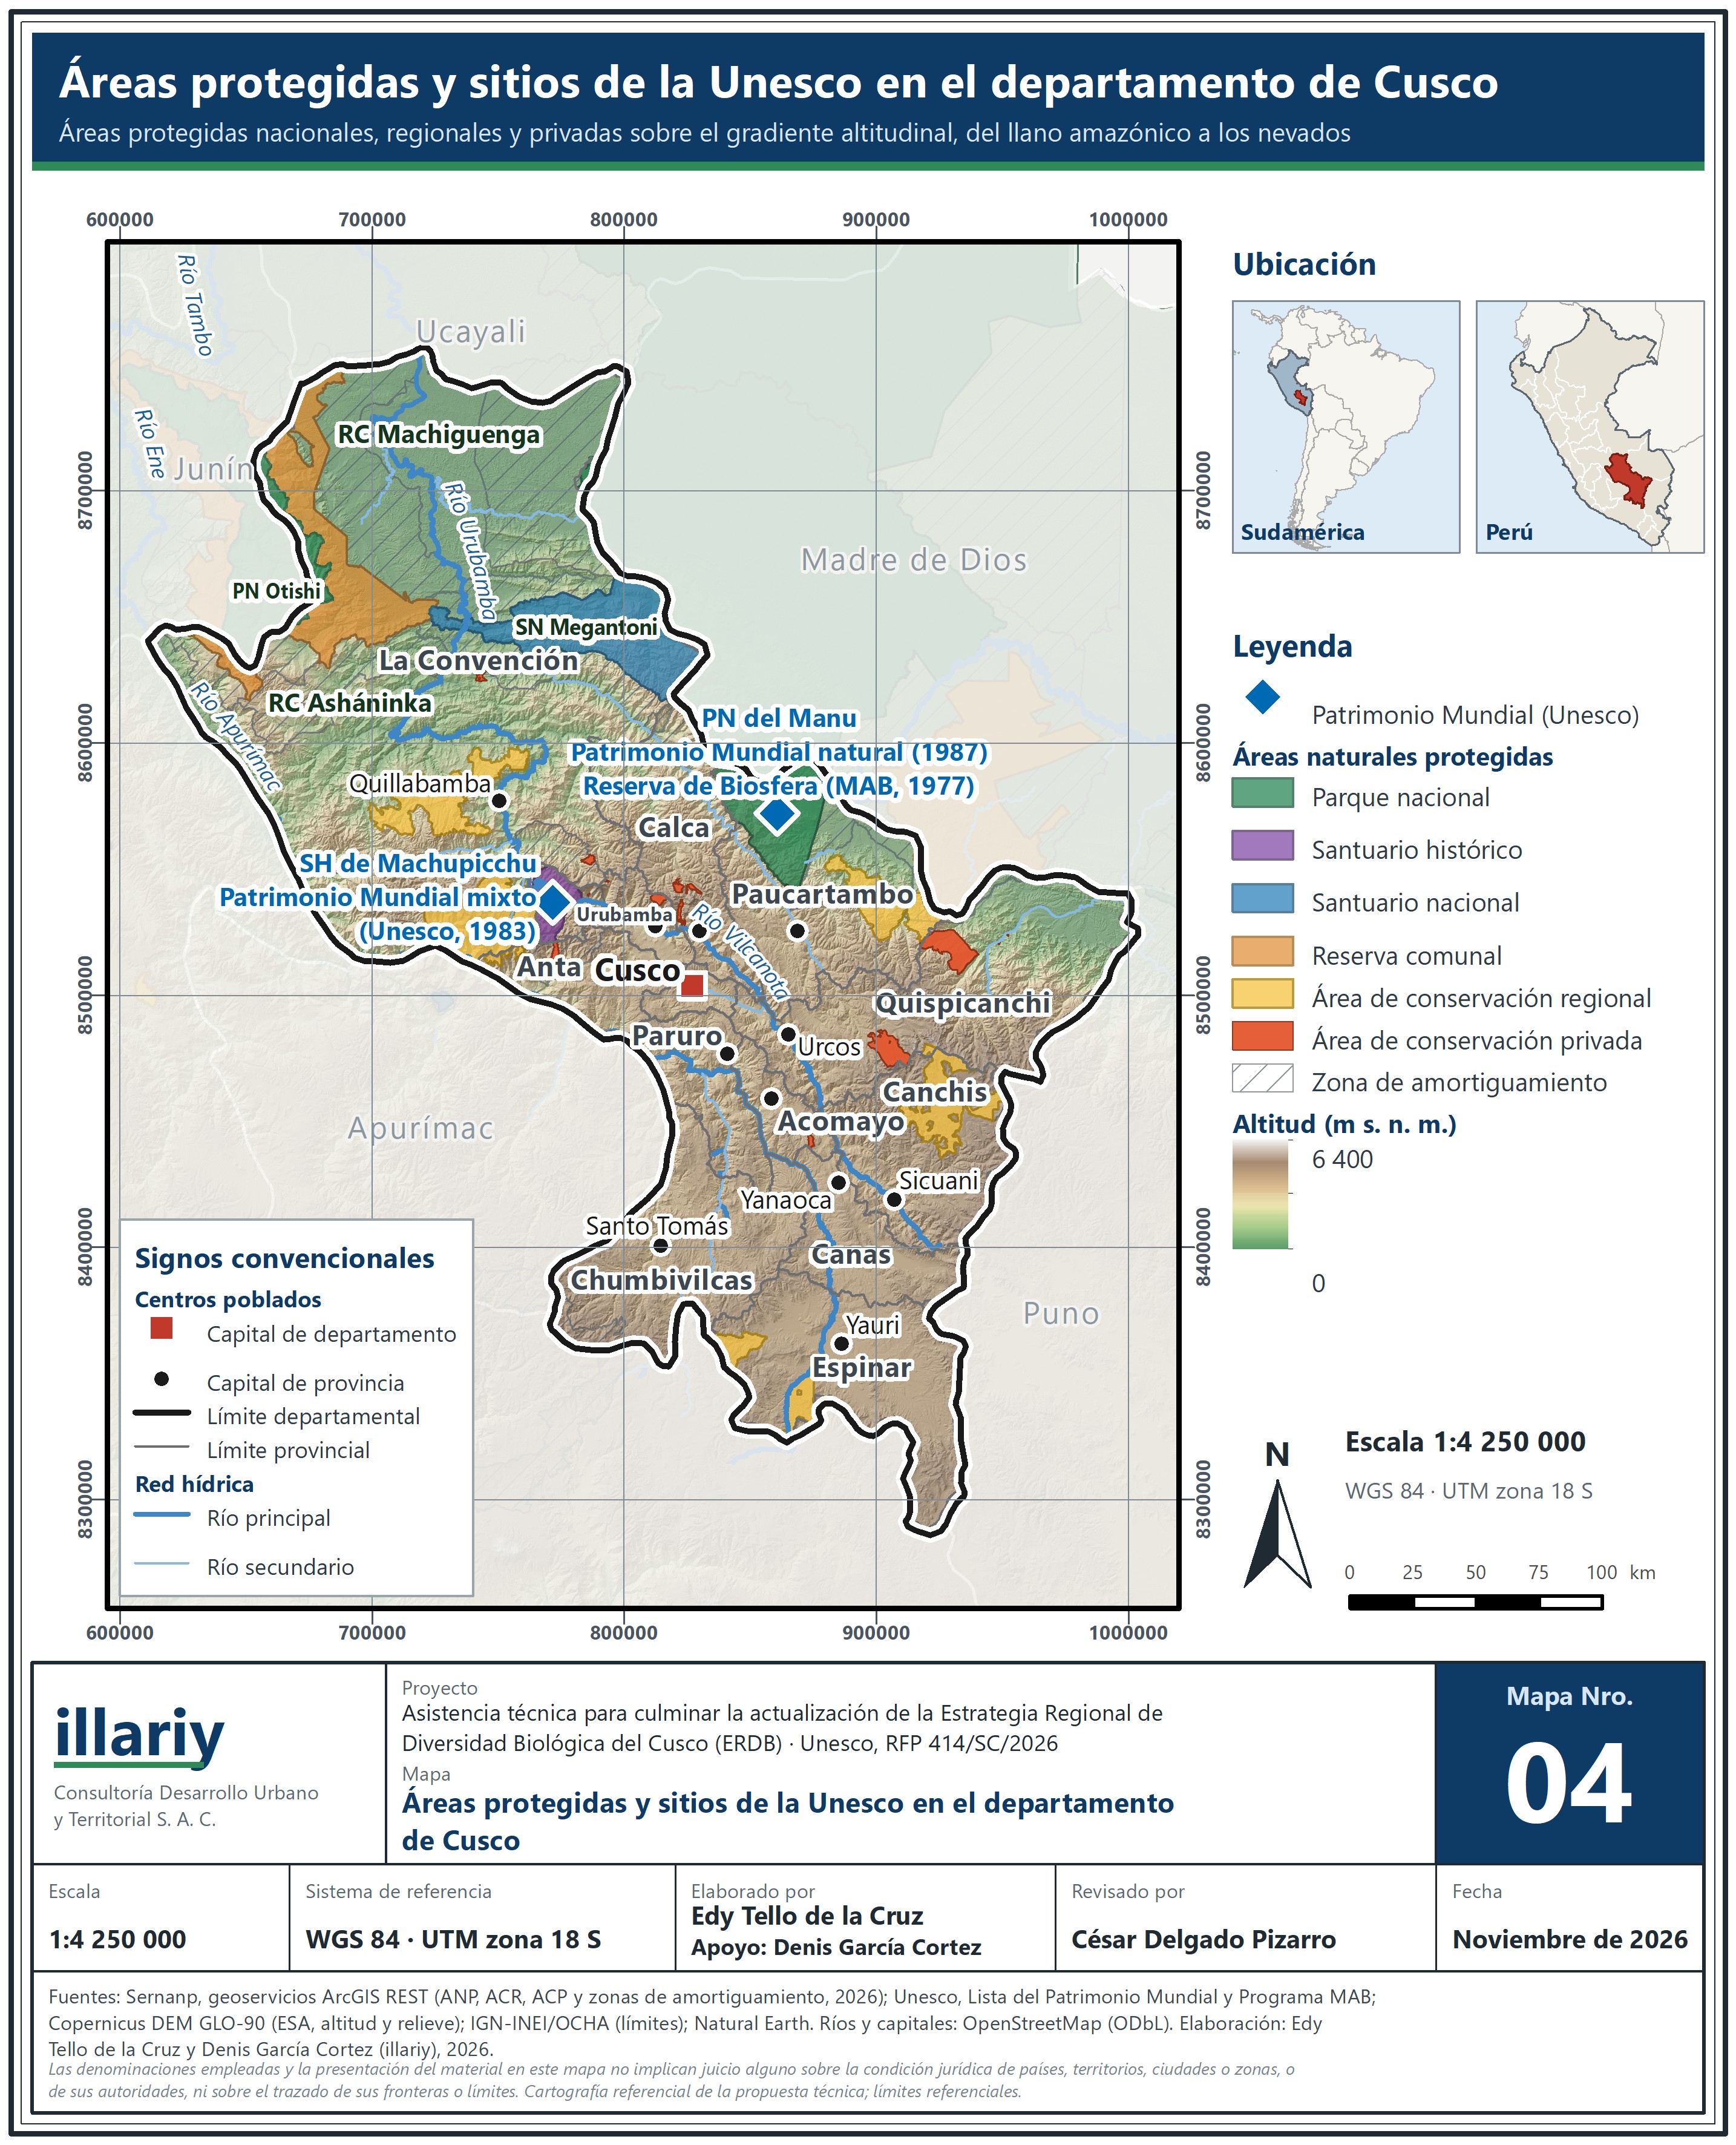 Áreas protegidas y sitios de la Unesco en el departamento de Cusco
Áreas protegidas nacionales, regionales y privadas sobre el gradiente altitudinal, del llano amazónico a los nevados
600000
700000
800000
900000
1000000
8700000
8600000
8500000
8400000
8300000
8700000
8600000
8500000
8400000
8300000
Río Tambo
Ucayali
Río Ene
Junín
RC Machiguenga
Río Urubamba
Madre de Dios
PN Otishi
SN Megantoni
La Convención
RC Asháninka
Río Apurímac
PN del Manu
Patrimonio Mundial natural (1987)
Reserva de Biosfera (MAB, 1977)
Quillabamba
Calca
SH de Machupicchu
Patrimonio Mundial mixto
(Unesco, 1983)
Paucartambo
Urubamba
Río Vilcanota
Anta
Cusco
Quispicanchi
Paruro
Urcos
Canchis
Acomayo
Apurímac
Sicuani
Yanaoca
Santo Tomás
Canas
Chumbivilcas
Puno
Yauri
Espinar
Signos convencionales
Centros poblados
Capital de departamento
Capital de provincia
Límite departamental
Límite provincial
Red hídrica
Río principal
Río secundario
600000
700000
800000
900000
1000000
Ubicación
Sudamérica
Perú
Leyenda
Patrimonio Mundial (Unesco)
Áreas naturales protegidas
Parque nacional
Santuario histórico
Santuario nacional
Reserva comunal
Área de conservación regional
Área de conservación privada
Zona de amortiguamiento
Altitud (m s. n. m.)
6 400
0
N
Escala 1:4 250 000
WGS 84 · UTM zona 18 S
0 25 50 75 100 km
illariy
Consultoría Desarrollo Urbano
y Territorial S. A. C.
Proyecto
Asistencia técnica para culminar la actualización de la Estrategia Regional de
Diversidad Biológica del Cusco (ERDB) · Unesco, RFP 414/SC/2026
Mapa
Áreas protegidas y sitios de la Unesco en el departamento
de Cusco
Mapa Nro.
04
Escala
1:4 250 000
Sistema de referencia
WGS 84 · UTM zona 18 S
Elaborado por
Edy Tello de la Cruz
Apoyo: Denis García Cortez
Revisado por
César Delgado Pizarro
Fecha
Noviembre de 2026
Fuentes: Sernanp, geoservicios ArcGIS REST (ANP, ACR, ACP y zonas de amortiguamiento, 2026); Unesco, Lista del Patrimonio Mundial y Programa MAB;
Copernicus DEM GLO-90 (ESA, altitud y relieve); IGN-INEI/OCHA (límites); Natural Earth. Ríos y capitales: OpenStreetMap (ODbL). Elaboración: Edy
Tello de la Cruz y Denis García Cortez (illariy), 2026.
Las denominaciones empleadas y la presentación del material en este mapa no implican juicio alguno sobre la condición jurídica de países, territorios, ciudades o zonas, o
de sus autoridades, ni sobre el trazado de sus fronteras o límites. Cartografía referencial de la propuesta técnica; límites referenciales.